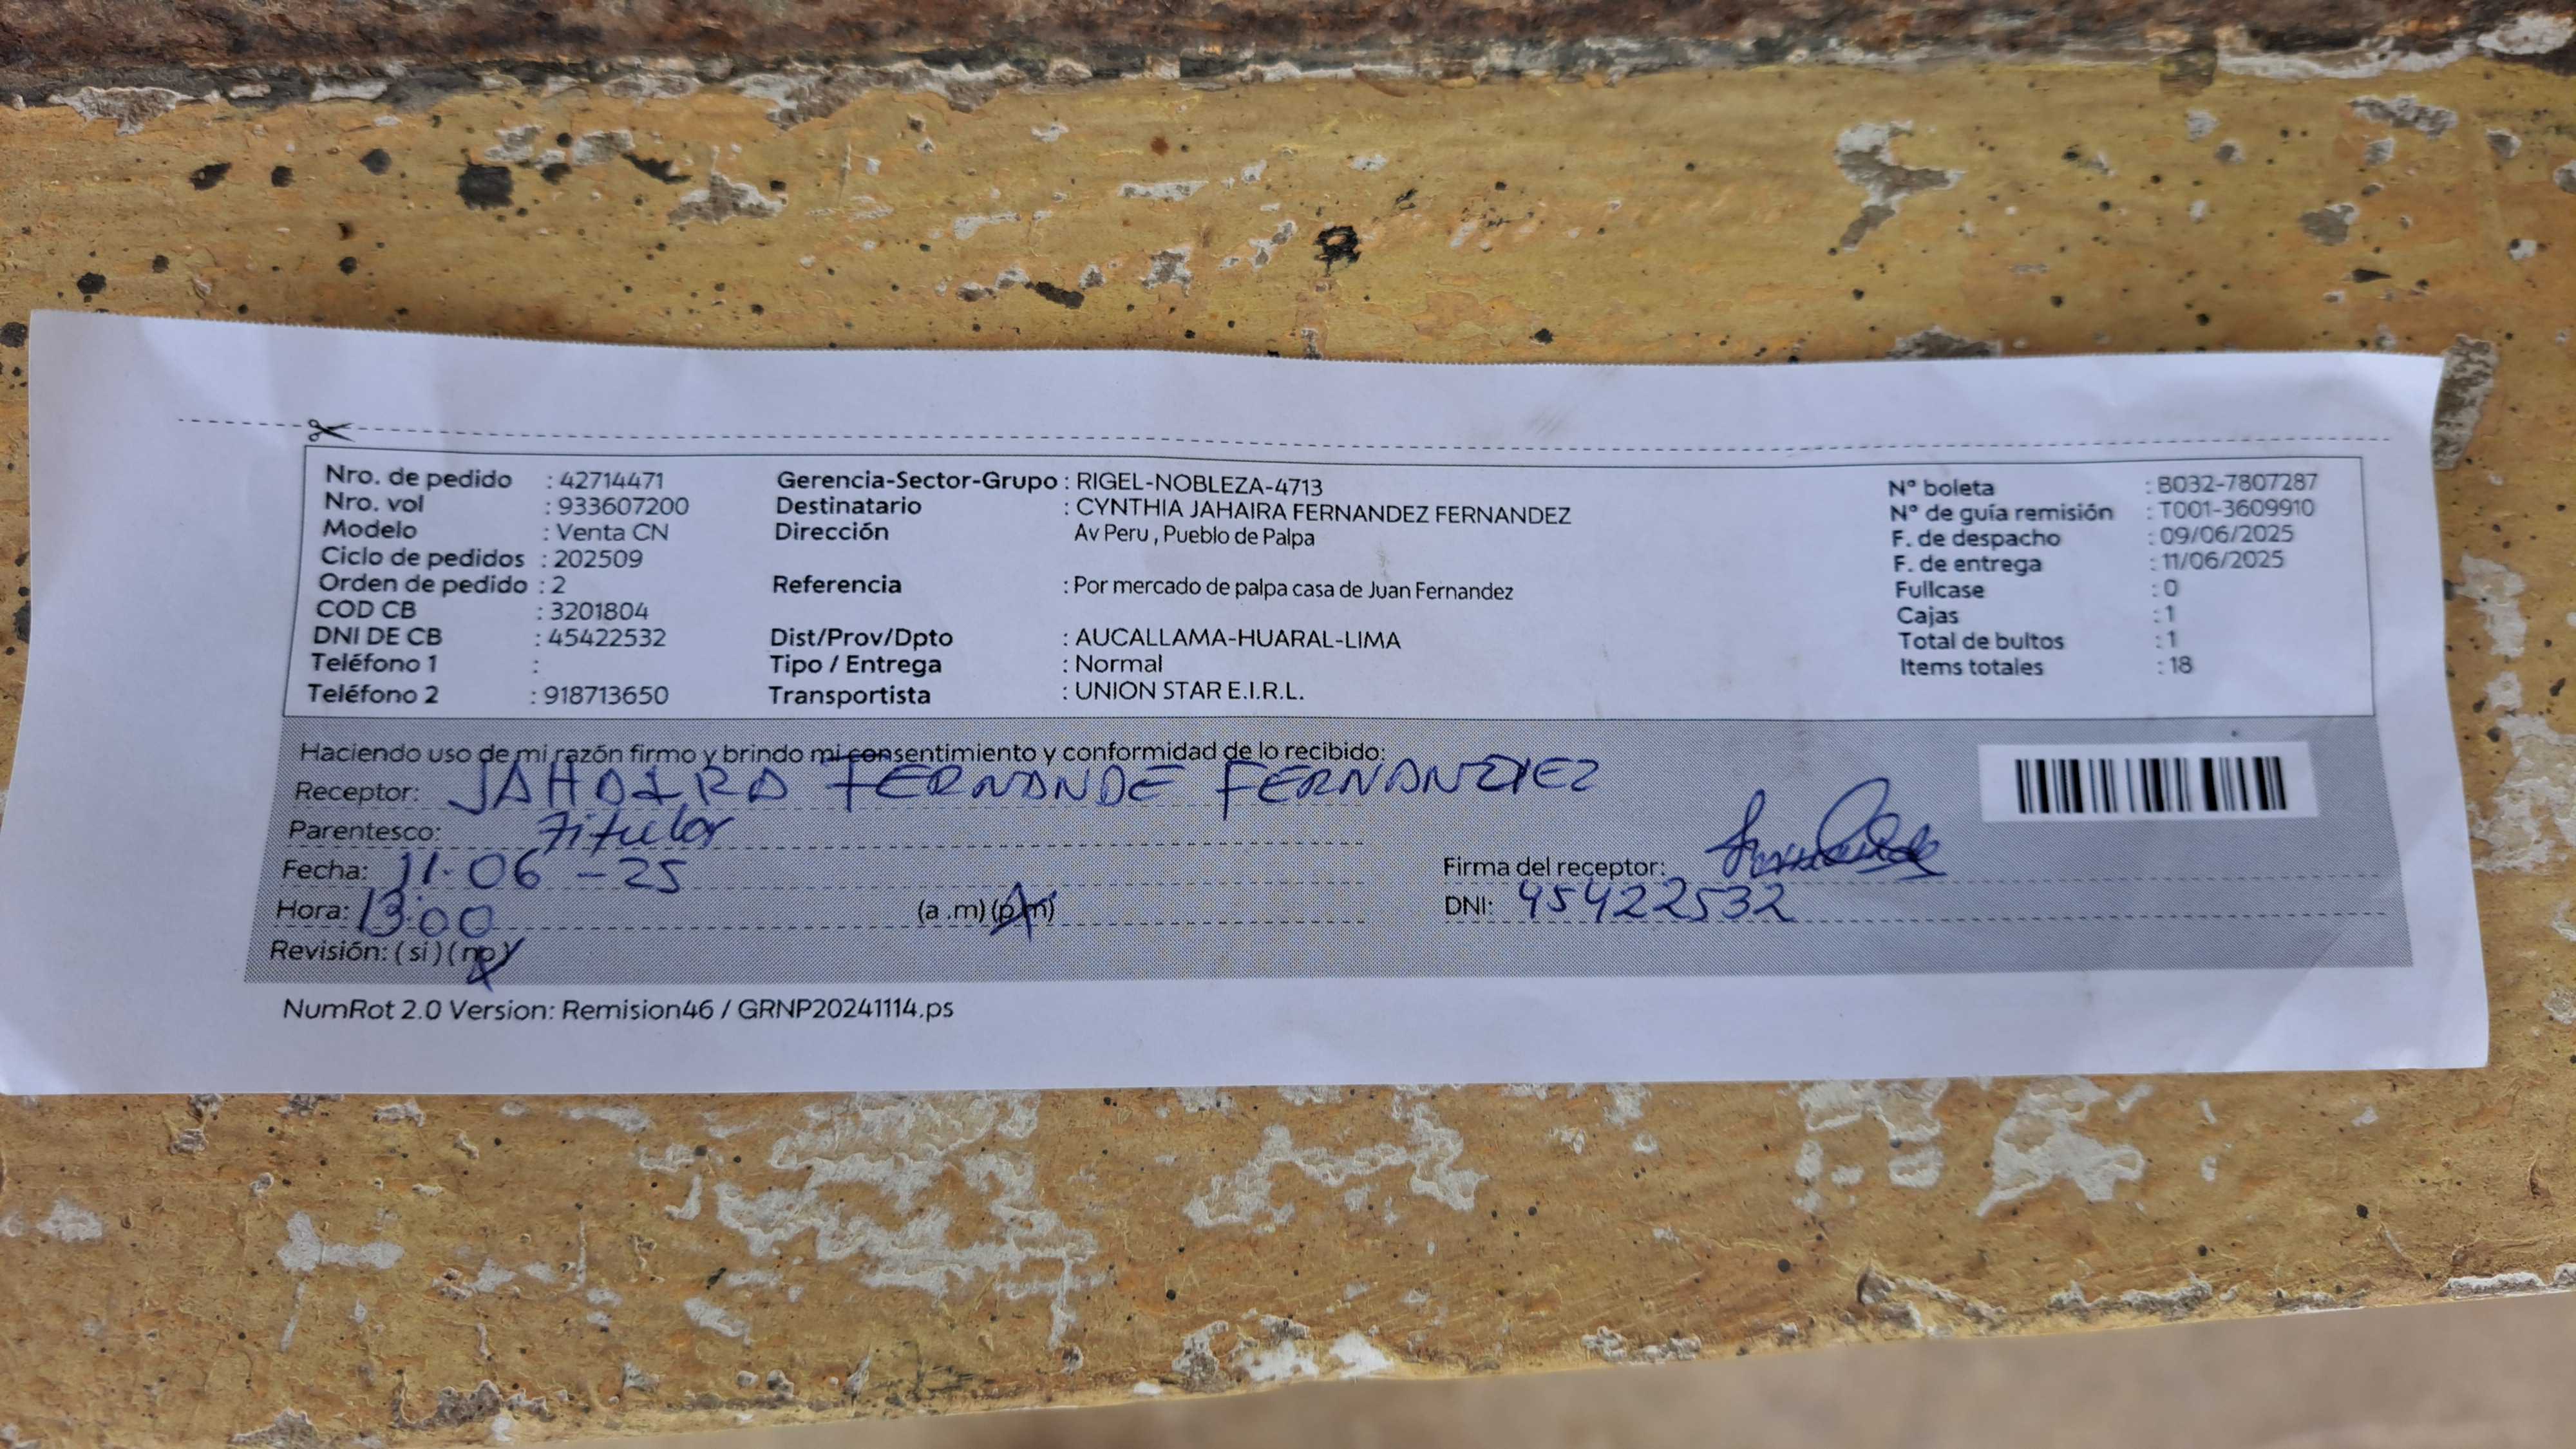 Nro. de pedido : 42714471
Nro. vol : 933607200
Modelo : Venta CN
Ciclo de pedidos : 202509
Orden de pedido : 2
COD CB : 3201804
DNI DE CB : 45422532
Teléfono 1 :
Teléfono 2 : 918713650
Gerencia-Sector-Grupo : RIGEL-NOBLEZA-4713
Destinatario : CYNTHIA JAHAIRA FERNANDEZ FERNANDEZ
Dirección Av Peru , Pueblo de Palpa
Referencia : Por mercado de palpa casa de Juan Fernandez
Dist/Prov/Dpto : AUCALLAMA-HUARAL-LIMA
Tipo / Entrega : Normal
Transportista : UNION STAR E.I.R.L.
N° boleta : B032-7807287
N° de guía remisión : T001-3609910
F. de despacho : 09/06/2025
F. de entrega : 11/06/2025
Fullcase : 0
Cajas : 1
Total de bultos : 1
Items totales : 18
Haciendo uso de mi razón firmo y brindo mi consentimiento y conformidad de lo recibido:
Receptor: JAHAIRA FERNANDE FERNANDEZ
Parentesco: Titular
Fecha: 11-06-25
Hora: 13:00 (a .m) (p.m)
Revisión: ( si ) ( no )
Firma del receptor:
DNI: 45422532
NumRot 2.0 Version: Remision46 / GRNP20241114.ps